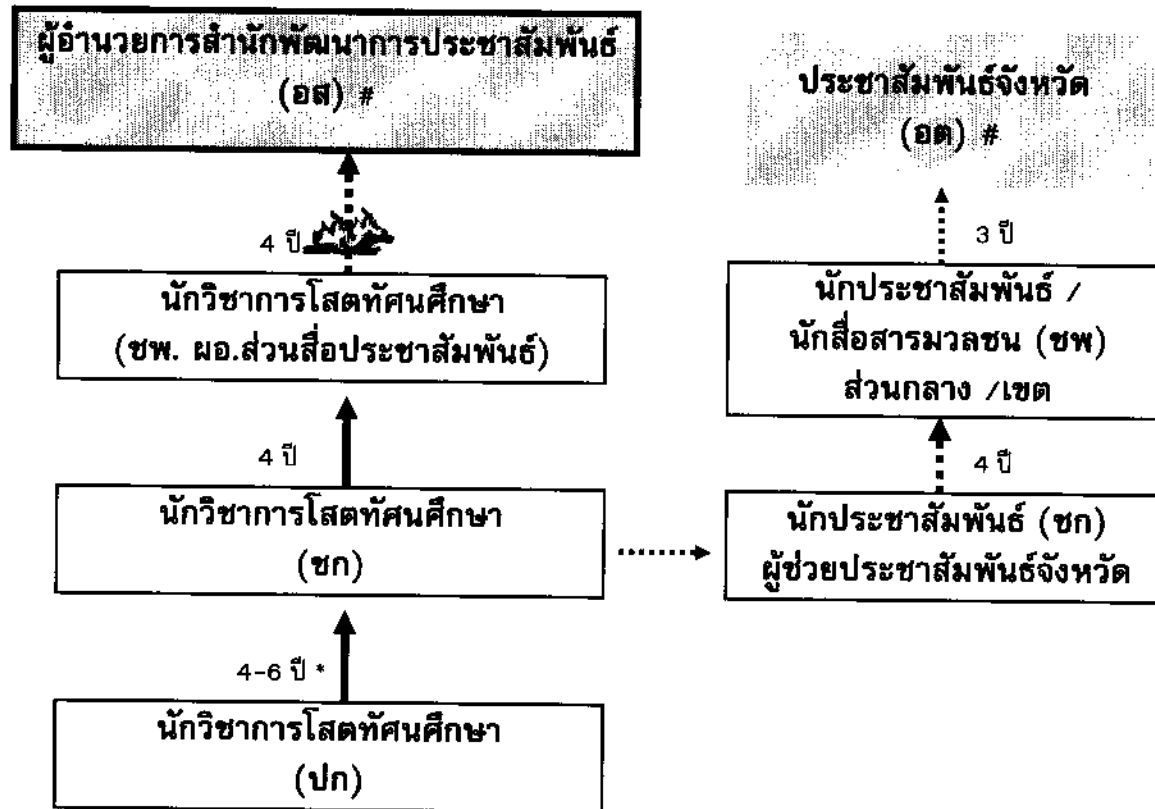 ผู้อำนวยการสำนักพัฒนาการประชาสัมพันธ์
(อส) #
4 ปี
นักวิชาการโสตทัศนศึกษา
(ชพ. ผอ.ส่วนสื่อประชาสัมพันธ์)
4 ปี
นักวิชาการโสตทัศนศึกษา
(ชก)
4-6 ปี *
นักวิชาการโสตทัศนศึกษา
(ปก)
ประชาสัมพันธ์จังหวัด
(อต) #
3 ปี
นักประชาสัมพันธ์ /
นักสื่อสารมวลชน (ชพ)
ส่วนกลาง /เขต
4 ปี
นักประชาสัมพันธ์ (ชก)
ผู้ช่วยประชาสัมพันธ์จังหวัด